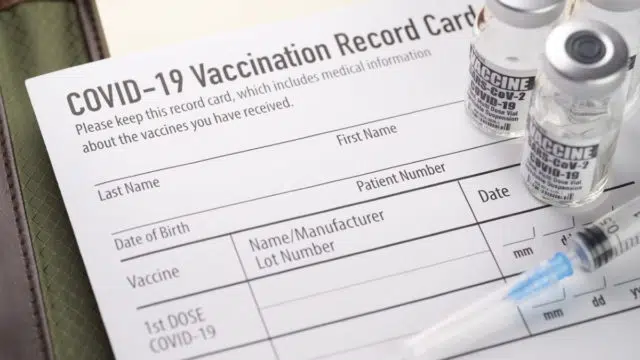 COVID-19 Vaccination Record Card
Please keep this record card, which includes medical information
about the vaccines you have received.
Last Name
First Name
Date of Birth
Patient Number
Vaccine
Name/Manufacturer
Lot Number
Date
1st DOSE
COVID-19
mm
mm dd
VACCINE
SARS-CoV-2
COVID-19
VACCINE
SARS-CoV-2
COVID-19
50